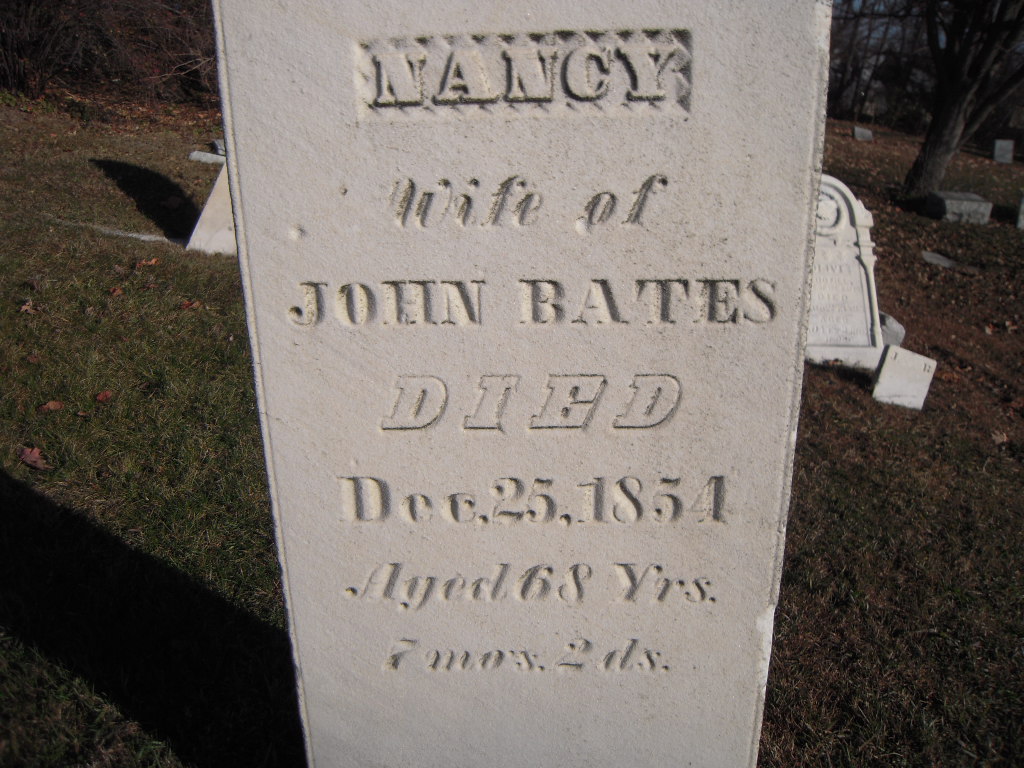 NANCY
Wife of
JOHN BATES
DIED
Dec. 25, 1854
Aged 68 Yrs.
7 mos. 2 ds.